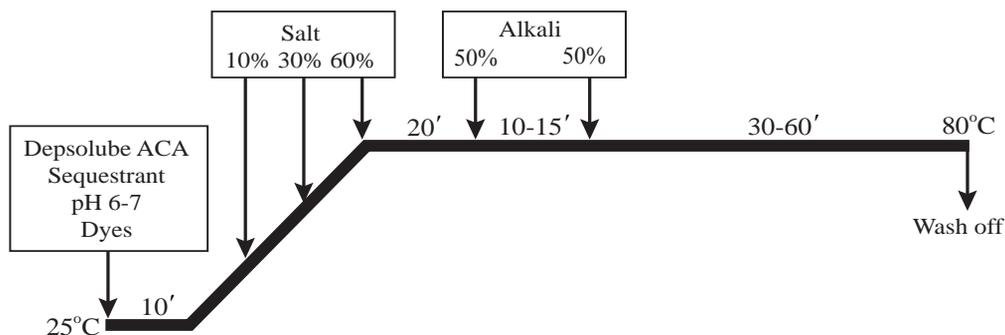 Salt
10% 30% 60%
Alkali
50% 50%
Depsolube ACA
Sequestrant
pH 6-7
Dyes
20′ 10-15′ 30-60′ 80°C
Wash off
25°C 10′